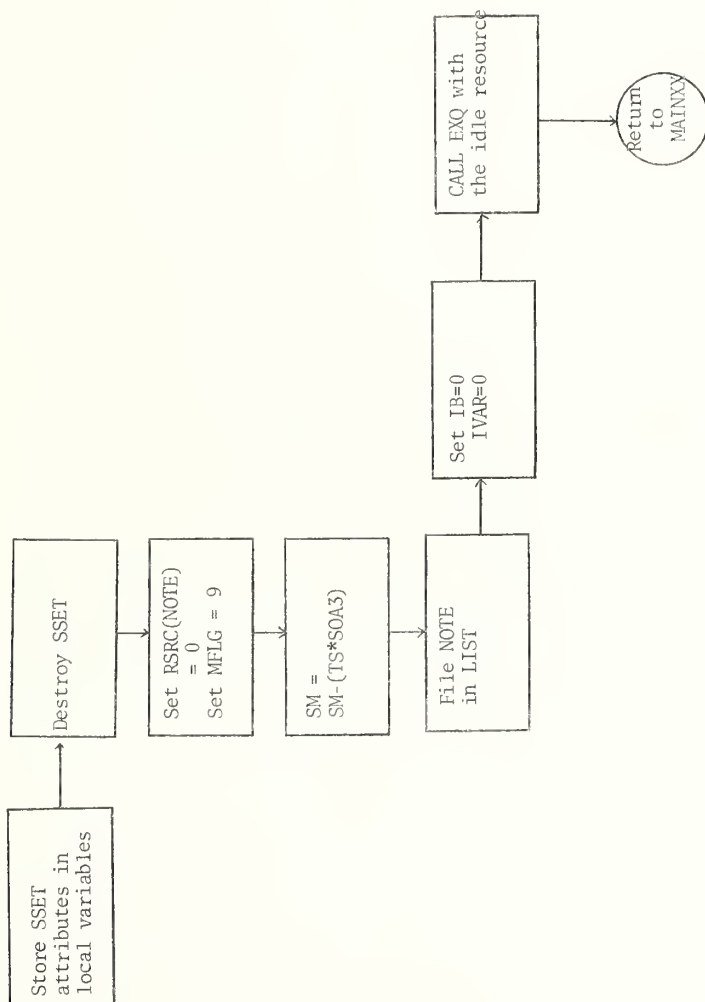 Store SSET
attributes in
local variables
Destroy SSET
Set RSRC(NOTE)
= 0
Set MFLG = 9
SM =
SM-(TS*SOA3)
File NOTE
in LIST
Set IB=0
IVAR=0
CALL EXQ with
the idle resource
Return
to
MAINXX